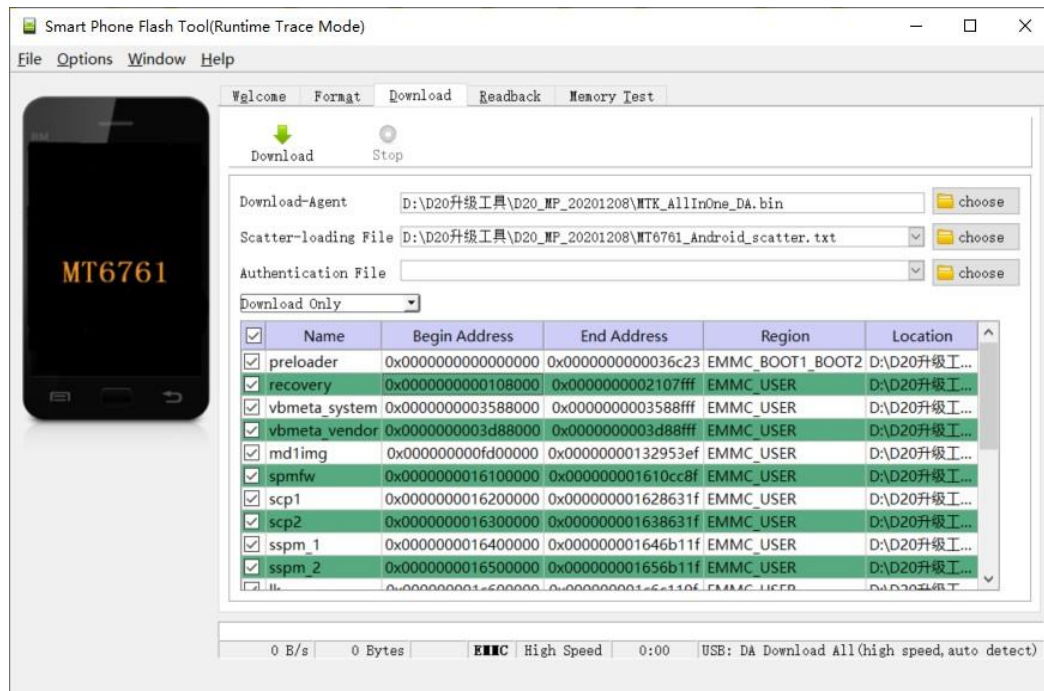 Smart Phone Flash Tool(Runtime Trace Mode)
File Options Window Help
Welcome Format Download Readback Memory Test
Download Stop
Download-Agent D:\D20升级工具\D20_MP_20201208\MTK_AllInOne_DA.bin choose
Scatter-loading File D:\D20升级工具\D20_MP_20201208\MT6761_Android_scatter.txt choose
Authentication File choose
BM
MT6761
Download Only
Name Begin Address End Address Region Location
preloader 0x0000000000000000 0x0000000000036c23 EMMC_BOOT1_BOOT2 D:\D20升级工...
recovery 0x0000000000108000 0x0000000002107fff EMMC_USER D:\D20升级工...
vbmeta_system 0x0000000003588000 0x0000000003588fff EMMC_USER D:\D20升级工...
vbmeta_vendor 0x0000000003d88000 0x0000000003d88fff EMMC_USER D:\D20升级工...
md1img 0x000000000fd00000 0x00000000132953ef EMMC_USER D:\D20升级工...
spmfw 0x0000000016100000 0x000000001610cc8f EMMC_USER D:\D20升级工...
scp1 0x0000000016200000 0x000000001628631f EMMC_USER D:\D20升级工...
scp2 0x0000000016300000 0x000000001638631f EMMC_USER D:\D20升级工...
sspm_1 0x0000000016400000 0x000000001646b11f EMMC_USER D:\D20升级工...
sspm_2 0x0000000016500000 0x000000001656b11f EMMC_USER D:\D20升级工...
0 B/s 0 Bytes EMMC High Speed 0:00 USB: DA Download All(high speed,auto detect)